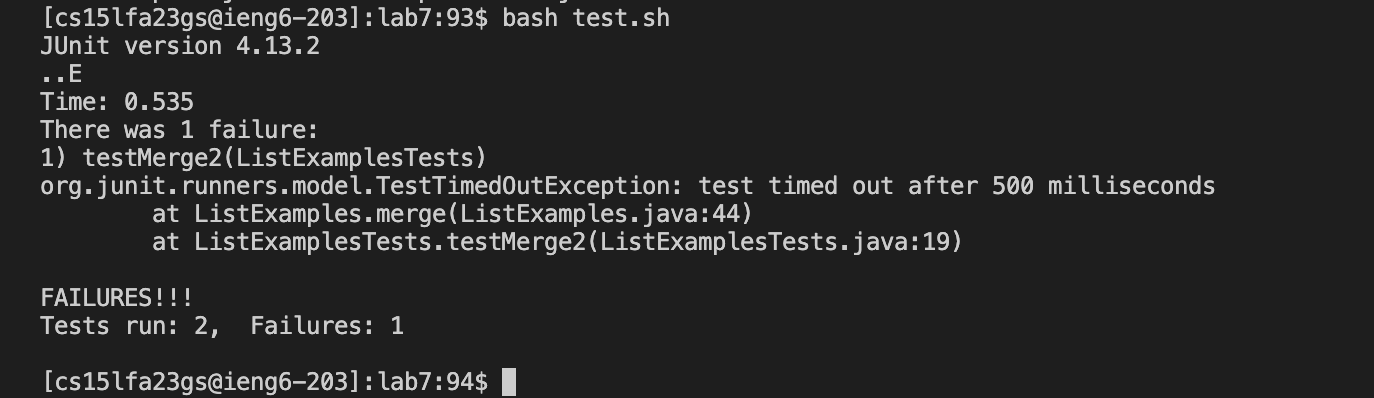 [cs15lfa23gs@ieng6-203]:lab7:93$ bash test.sh
JUnit version 4.13.2
..E
Time: 0.535
There was 1 failure:
1) testMerge2(ListExamplesTests)
org.junit.runners.model.TestTimedOutException: test timed out after 500 milliseconds
        at ListExamples.merge(ListExamples.java:44)
        at ListExamplesTests.testMerge2(ListExamplesTests.java:19)

FAILURES!!!
Tests run: 2,  Failures: 1

[cs15lfa23gs@ieng6-203]:lab7:94$